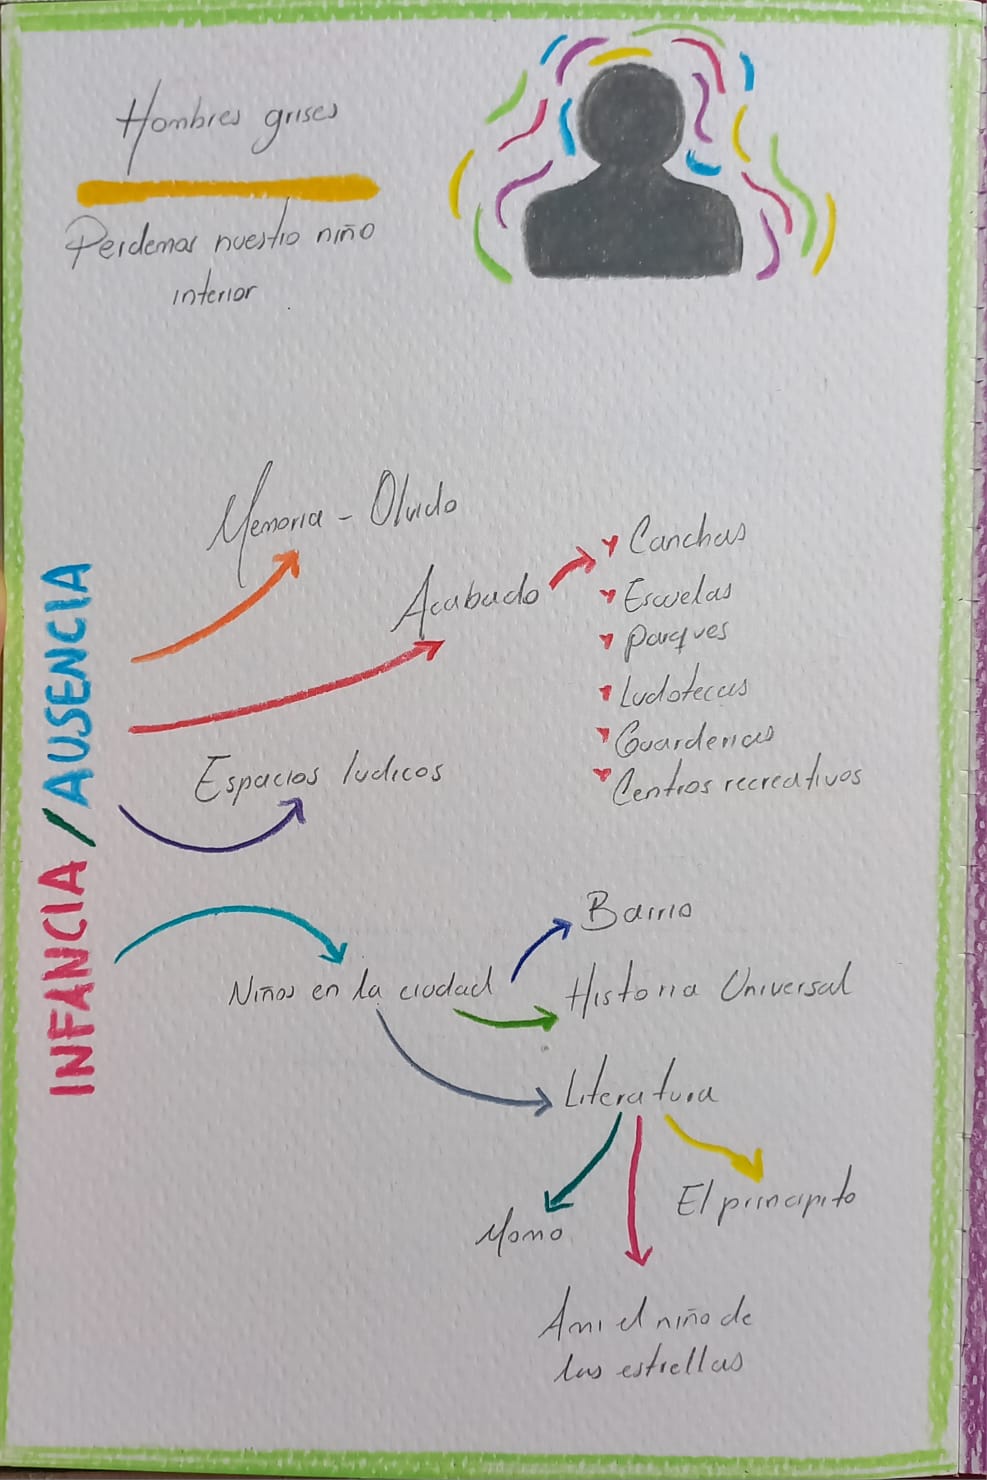 Hombres grises
Perdemos nuestro niño
interior
INFANCIA / AUSENCIA
Memoria - Olvido
Acabado
Canchas
Escuelas
Parques
Ludotecas
Guarderias
Centros recreativos
Espacios ludicos
Niños en la ciudad
Barrio
Historia Universal
Literatura
Momo
El principito
Ami el niño de
las estrellas